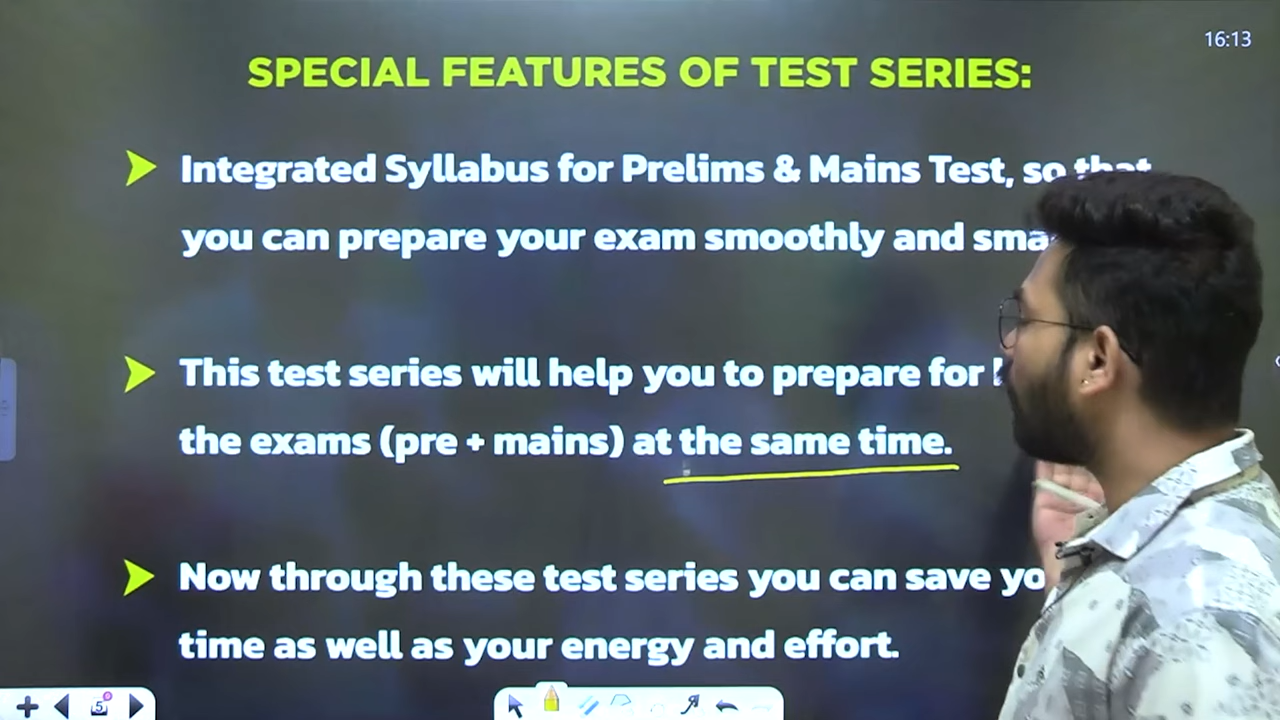 16:13
SPECIAL FEATURES OF TEST SERIES:
Integrated Syllabus for Prelims & Mains Test, so that
you can prepare your exam smoothly and
This test series will help you to prepare for
the exams (pre + mains) at the same time.
Now through these test series you can save
time as well as your energy and effort.
5